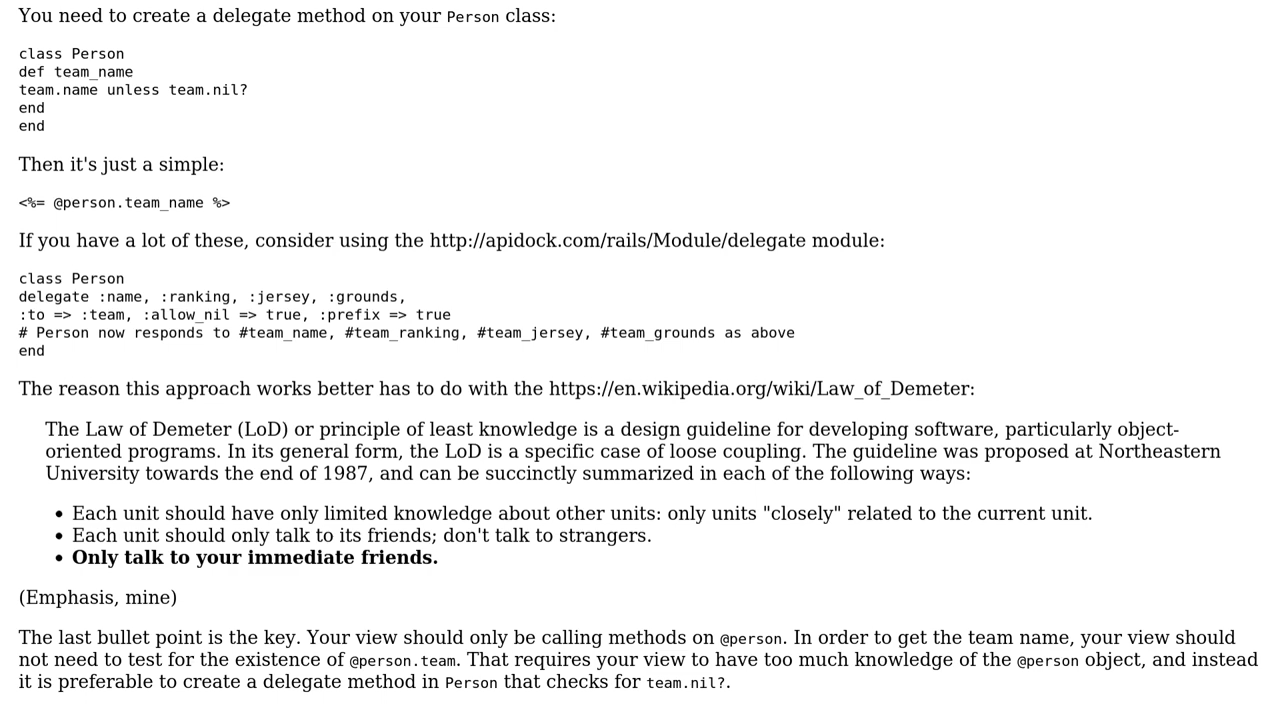 You need to create a delegate method on your Person class:
class Person
def team_name
team.name unless team.nil?
end
end
Then it's just a simple:
<%= @person.team_name %>
If you have a lot of these, consider using the http://apidock.com/rails/Module/delegate module:
class Person
delegate :name, :ranking, :jersey, :grounds,
:to => :team, :allow_nil => true, :prefix => true
# Person now responds to #team_name, #team_ranking, #team_jersey, #team_grounds as above
end
The reason this approach works better has to do with the https://en.wikipedia.org/wiki/Law_of_Demeter:
The Law of Demeter (LoD) or principle of least knowledge is a design guideline for developing software, particularly object-
oriented programs. In its general form, the LoD is a specific case of loose coupling. The guideline was proposed at Northeastern
University towards the end of 1987, and can be succinctly summarized in each of the following ways:
• Each unit should have only limited knowledge about other units: only units "closely" related to the current unit.
• Each unit should only talk to its friends; don't talk to strangers.
• Only talk to your immediate friends.
(Emphasis, mine)
The last bullet point is the key. Your view should only be calling methods on @person. In order to get the team name, your view should
not need to test for the existence of @person.team. That requires your view to have too much knowledge of the @person object, and instead
it is preferable to create a delegate method in Person that checks for team.nil?.